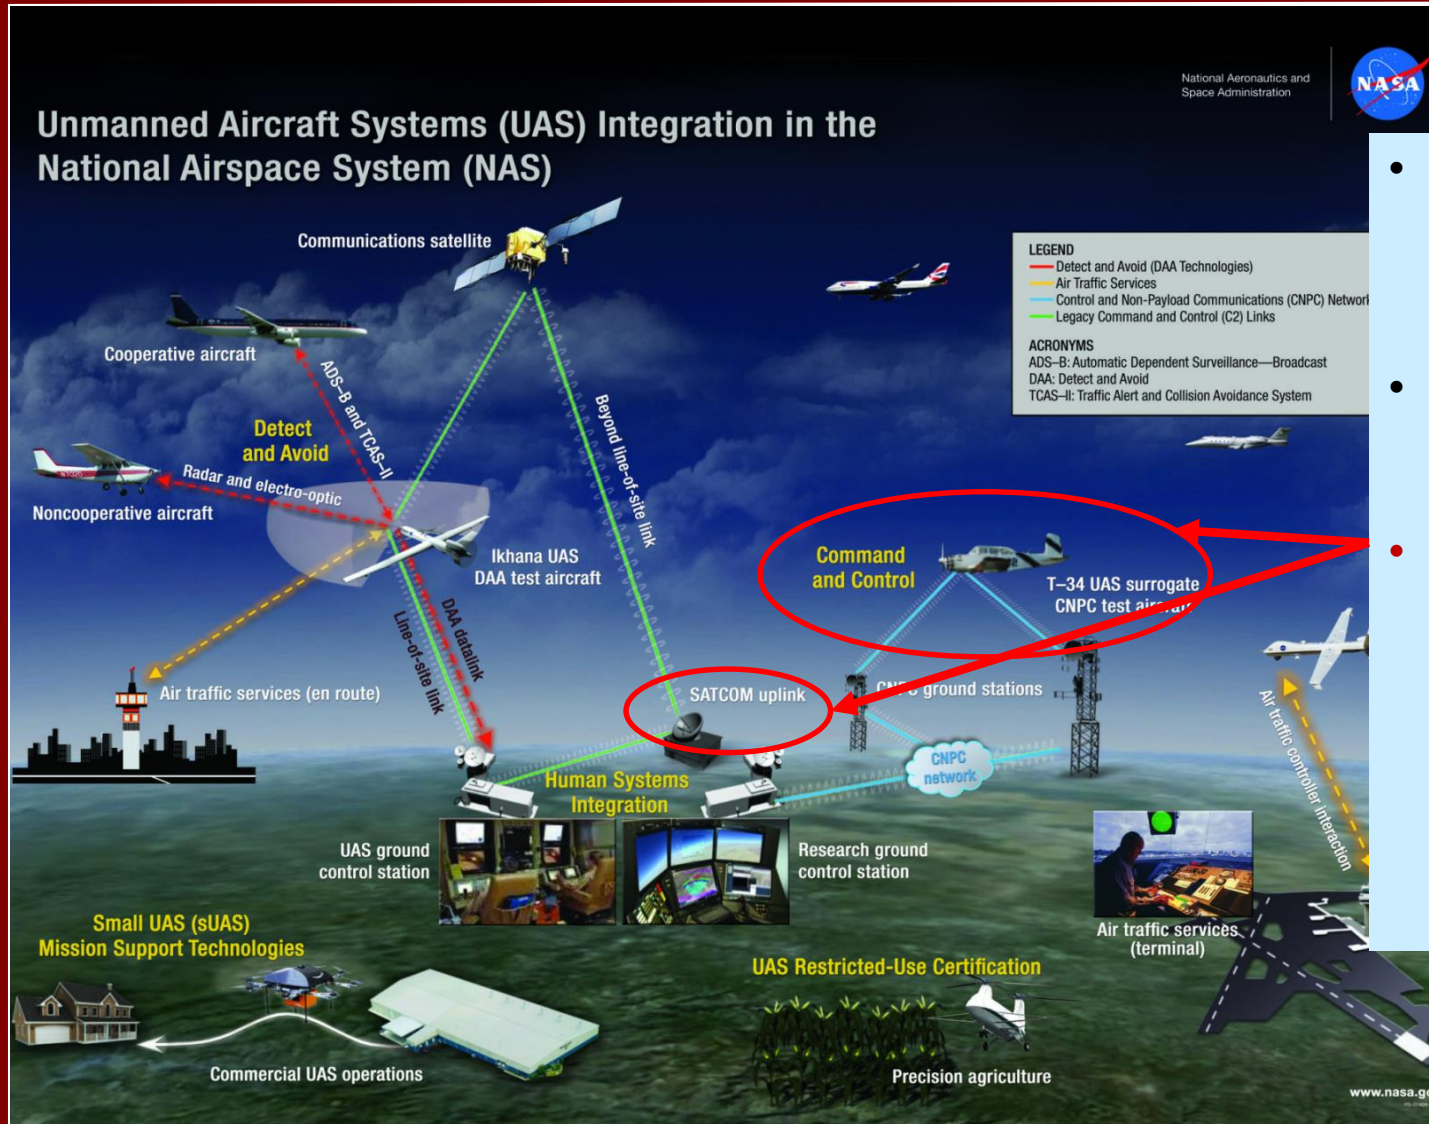 National Aeronautics and
Space Administration
NASA
Unmanned Aircraft Systems (UAS) Integration in the
National Airspace System (NAS)
Communications satellite
LEGEND
Detect and Avoid (DAA Technologies)
Air Traffic Services
Control and Non-Payload Communications (CNPC) Network
Legacy Command and Control (C2) Links
ACRONYMS
ADS–B: Automatic Dependent Surveillance—Broadcast
DAA: Detect and Avoid
TCAS–II: Traffic Alert and Collision Avoidance System
Cooperative aircraft
ADS–B and TCAS–II
Detect
and Avoid
Radar and electro-optic
Noncooperative aircraft
Beyond line-of-site link
Ikhana UAS
DAA test aircraft
Command
and Control
T–34 UAS surrogate
CNPC test aircraft
DAA datalink
Line-of-site link
Air traffic services (en route)
SATCOM uplink
CNPC ground stations
CNPC
network
Human Systems
Integration
Air traffic controller interaction
UAS ground
control station
Research ground
control station
Air traffic services
(terminal)
Small UAS (sUAS)
Mission Support Technologies
UAS Restricted-Use Certification
Commercial UAS operations
Precision agriculture
www.nasa.go